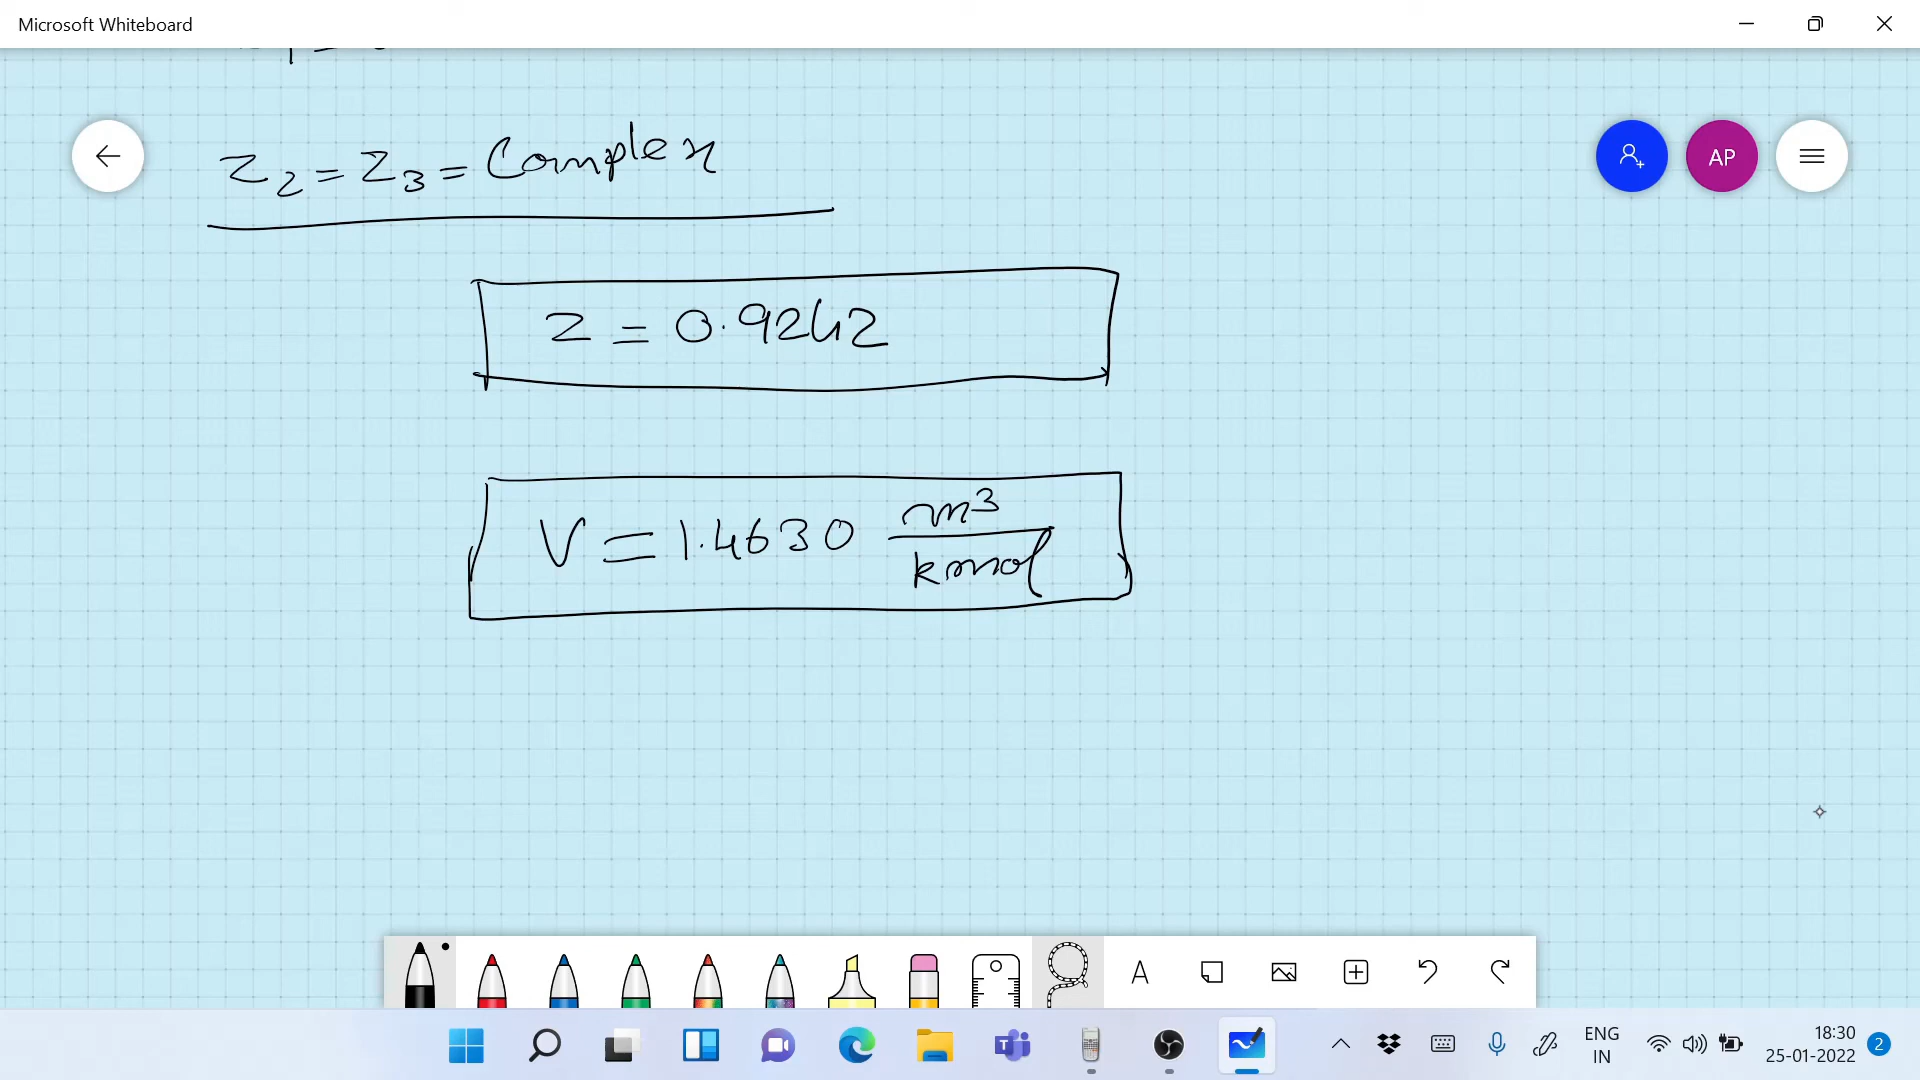 Microsoft Whiteboard
AP
Z2 = Z3 = Complex
Z = 0.9242
V = 1.4630 m³/kmol
A
T
ENG
IN
18:30
25-01-2022
2